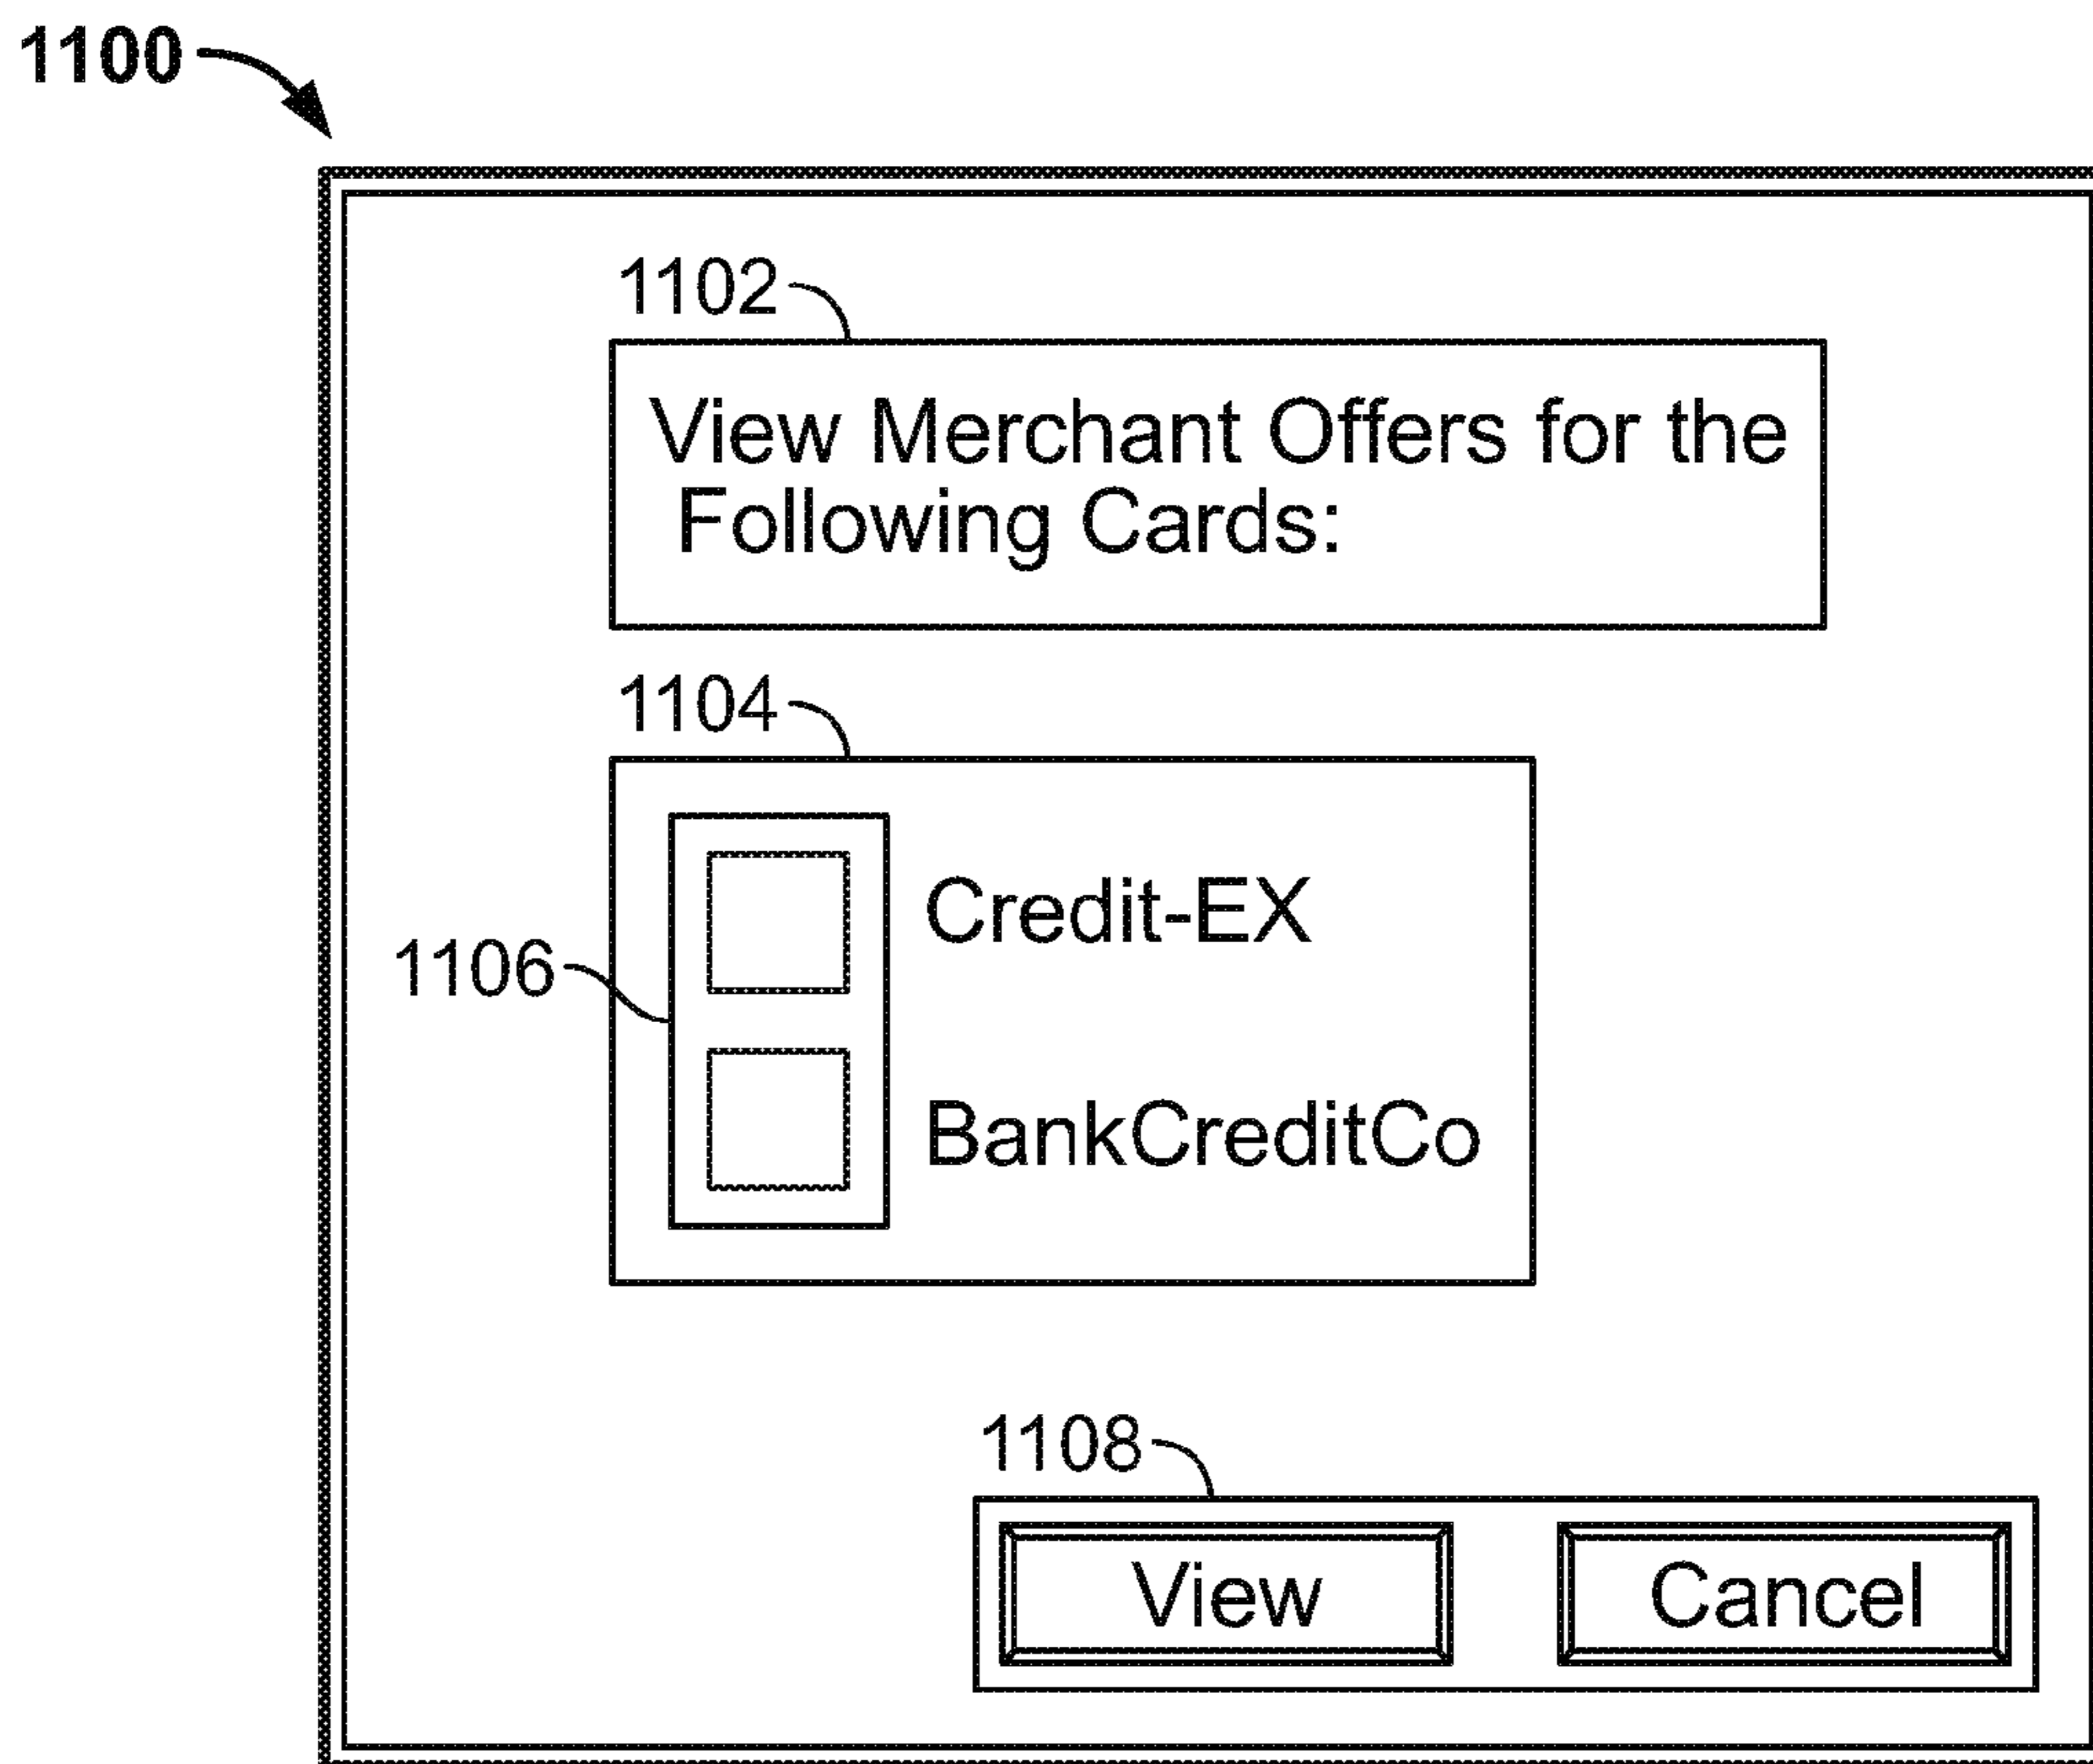 1100
1102
View Merchant Offers for the
Following Cards:
1104
Credit-EX
1106
BankCreditCo
1108
View Cancel